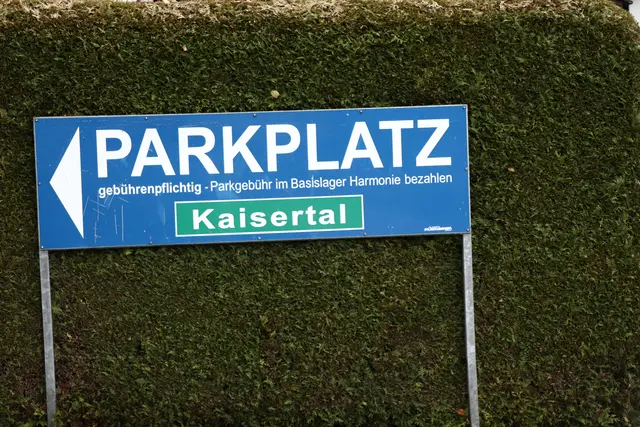 PARKPLATZ
gebührenpflichtig - Parkgebühr im Basislager Harmonie bezahlen
Kaisertal